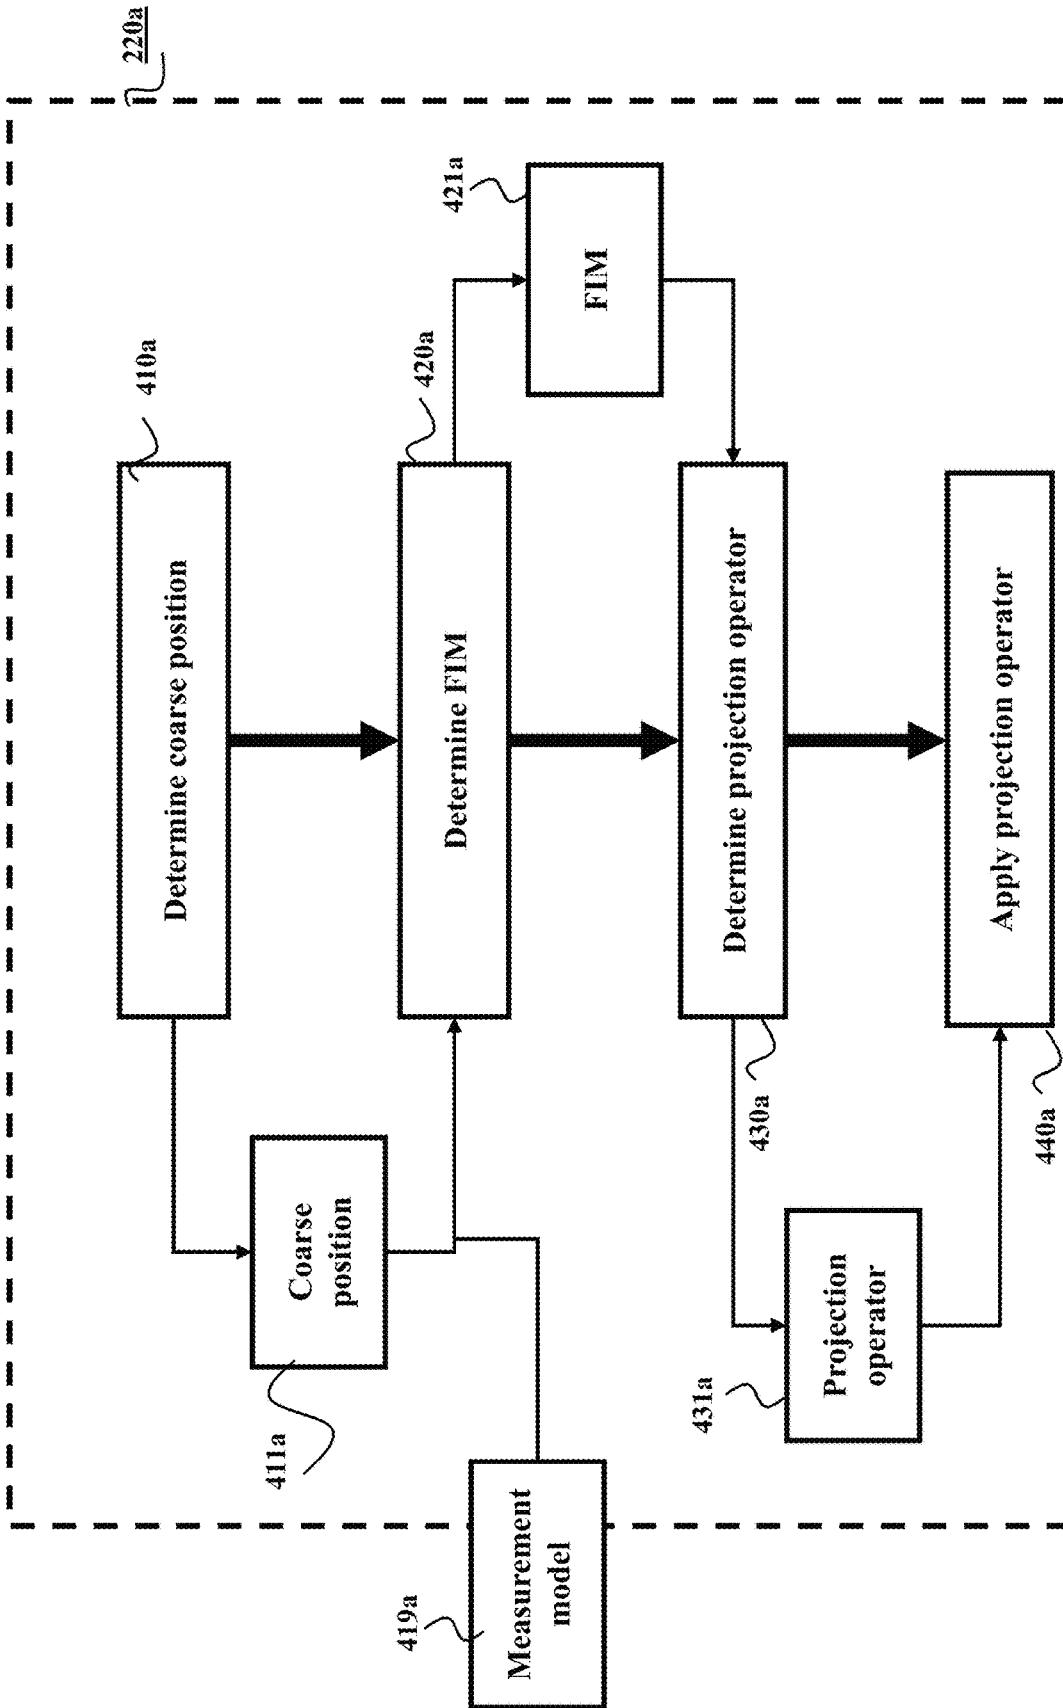 220a
410a
Determine coarse position
411a
Coarse
position
419a
Measurement
model
420a
Determine FIM
421a
FIM
430a
Determine projection operator
431a
Projection
operator
440a
Apply projection operator